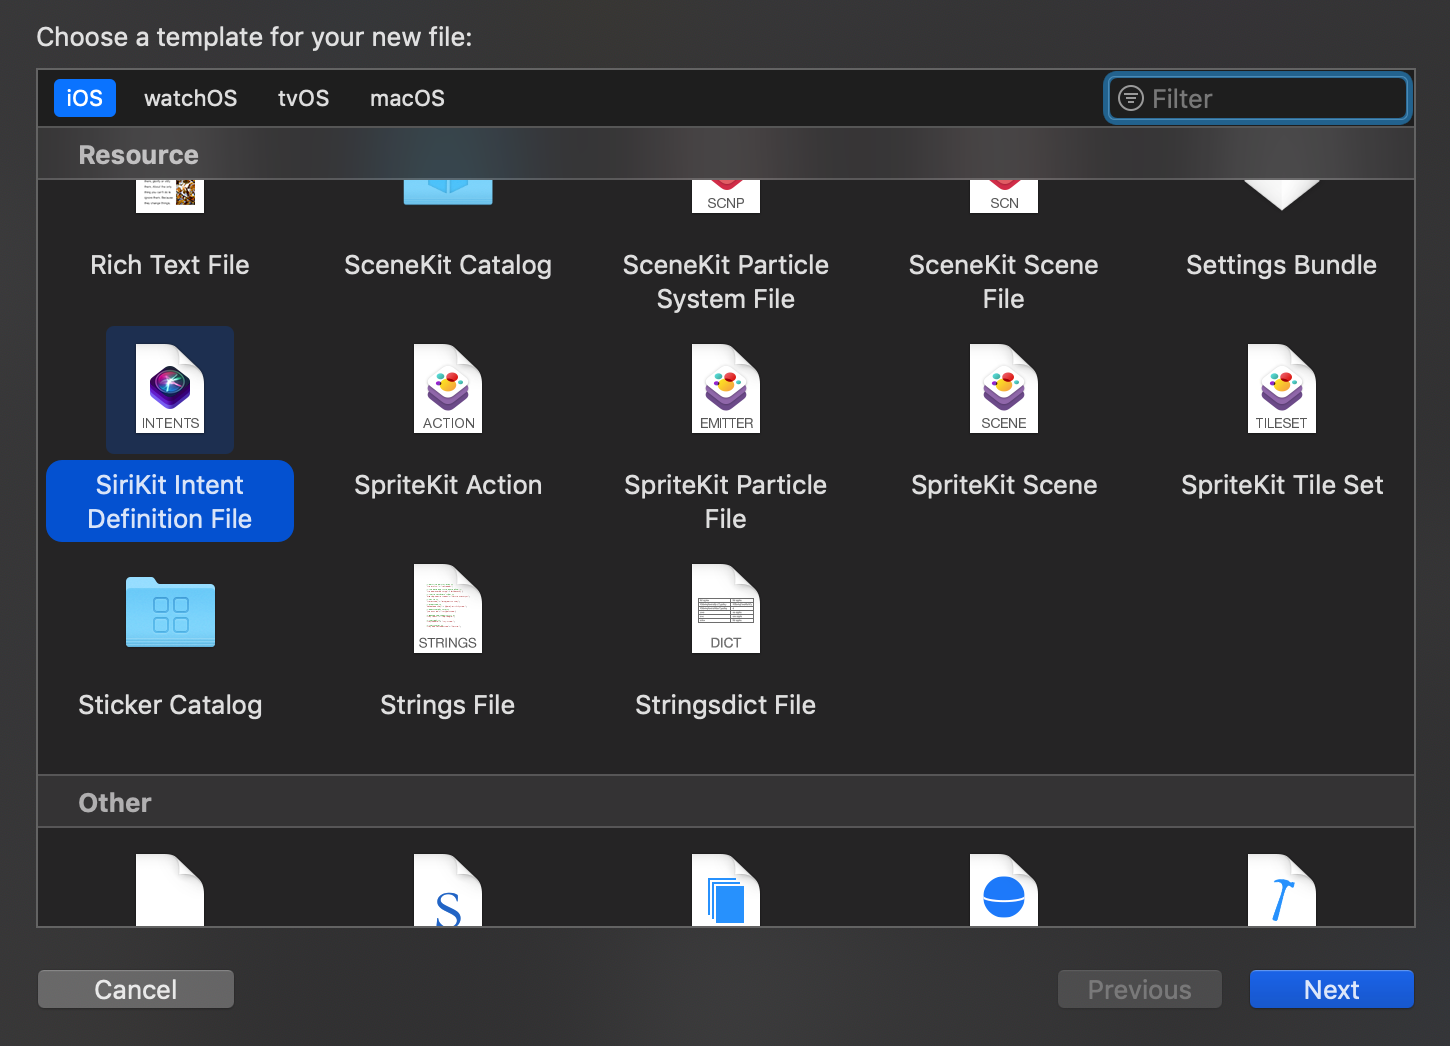 Choose a template for your new file:
iOS watchOS tvOS macOS Filter
Resource
SCNP SCN
Rich Text File SceneKit Catalog SceneKit Particle System File SceneKit Scene File Settings Bundle
INTENTS ACTION EMITTER SCENE TILESET
SiriKit Intent Definition File SpriteKit Action SpriteKit Particle File SpriteKit Scene SpriteKit Tile Set
STRINGS DICT
Sticker Catalog Strings File Stringsdict File
Other
S
Cancel Previous Next